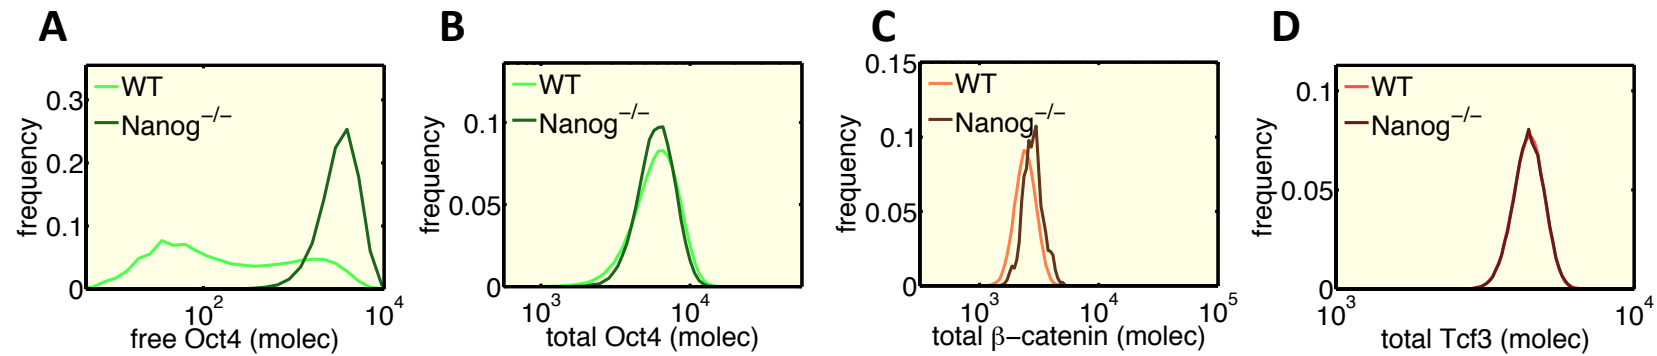 A
WT
Nanog−/−
0.3
0.2
0.1
0
frequency
10²
10⁴
free Oct4 (molec)
B
WT
Nanog−/−
0.1
0.05
0
frequency
10³
10⁴
total Oct4 (molec)
C
WT
Nanog−/−
0.15
0.1
0.05
0
frequency
10³
10⁴
10⁵
total β−catenin (molec)
D
WT
Nanog−/−
0.1
0.05
0
frequency
10³
10⁴
total Tcf3 (molec)